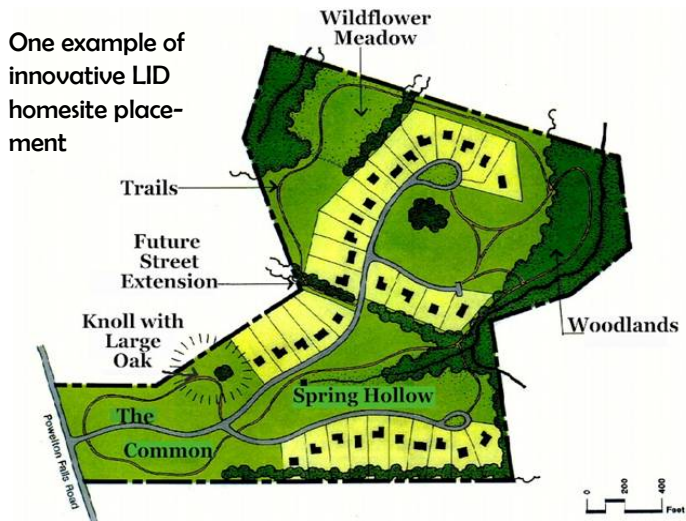 One example of
innovative LID
homesite place-
ment
Wildflower
Meadow
Trails
Future
Street
Extension
Knoll with
Large
Oak
Woodlands
Spring Hollow
The
Common
Powelton Falls Road
0 200 400
Feet